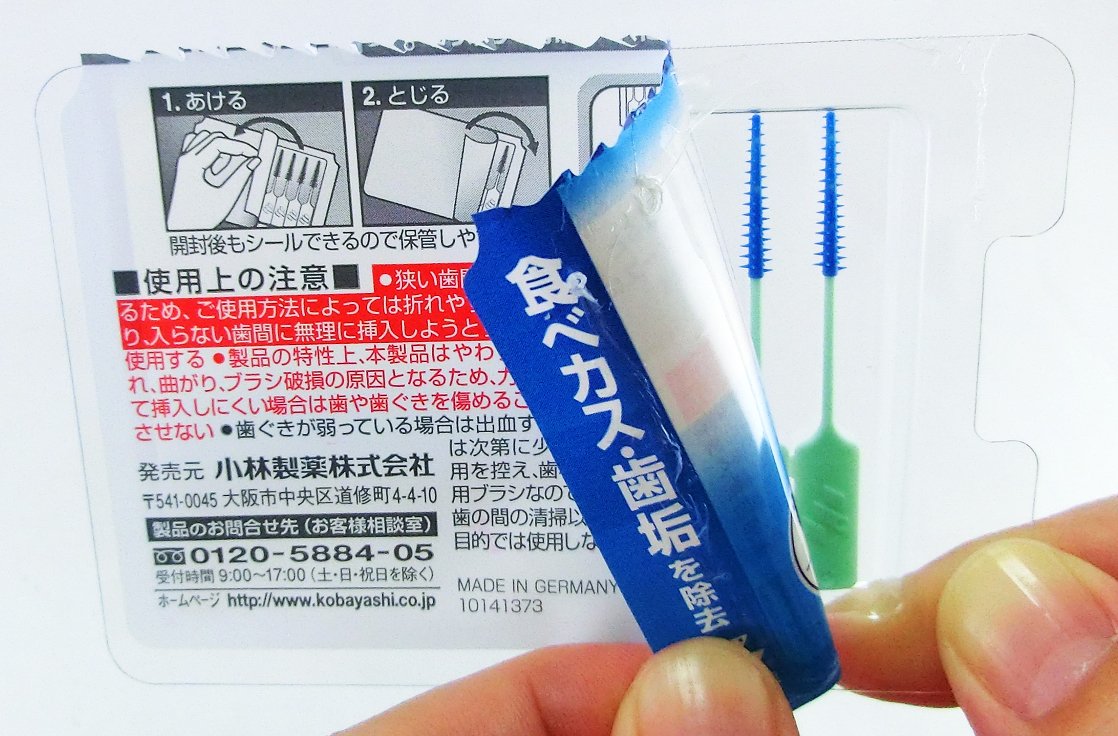 1. あける
2. とじる
開封後もシールできるので保管しや
■使用上の注意■
●狭い歯間
るため、ご使用方法によっては折れや
り、入らない歯間に無理に挿入しようと
使用する ●製品の特性上、本製品はやわ
れ、曲がり、ブラシ破損の原因となるため、力
て挿入しにくい場合は歯や歯ぐきを傷めるこ
させない ●歯ぐきが弱っている場合は出血す
は次第に少
用を控え、歯
用ブラシなので
歯の間の清掃以
目的では使用しな
発売元 小林製薬株式会社
〒541-0045 大阪市中央区道修町4-4-10
製品のお問合せ先(お客様相談室)
0120-5884-05
受付時間 9:00〜17:00 (土・日・祝日を除く)
ホームページ http://www.kobayashi.co.jp
MADE IN GERMANY
10141373
食べカス・歯垢を除去